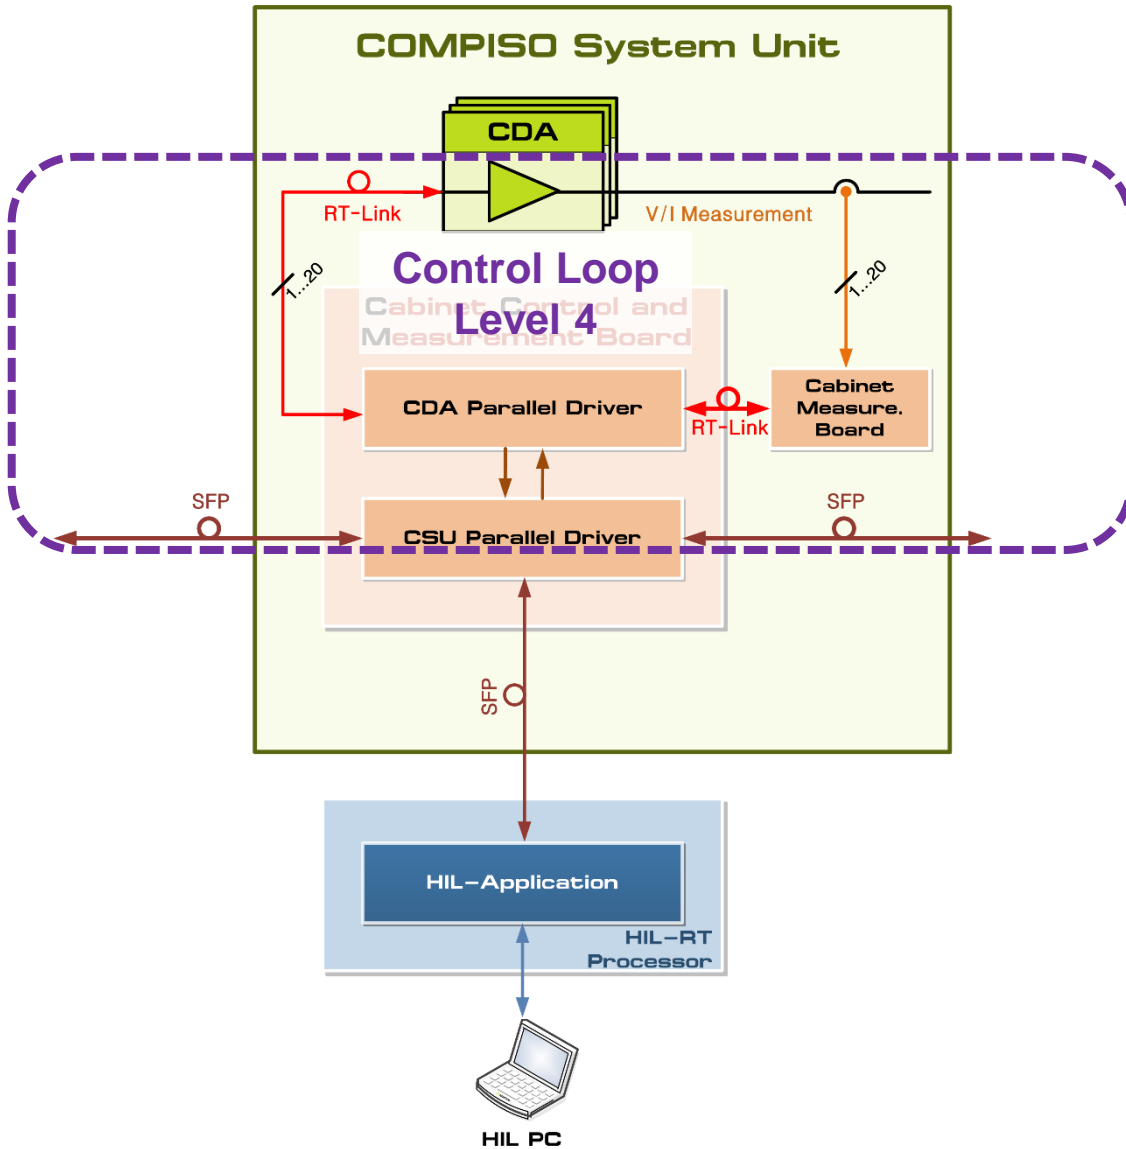 COMPISO System Unit
CDA
RT-Link
V/I Measurement
1...20
1...20
Control Loop
Level 4
Cabinet Control and
Measurement Board
CDA Parallel Driver
RT-Link
Cabinet
Measure.
Board
SFP
CSU Parallel Driver
SFP
SFP
HIL-Application
HIL-RT
Processor
HIL PC